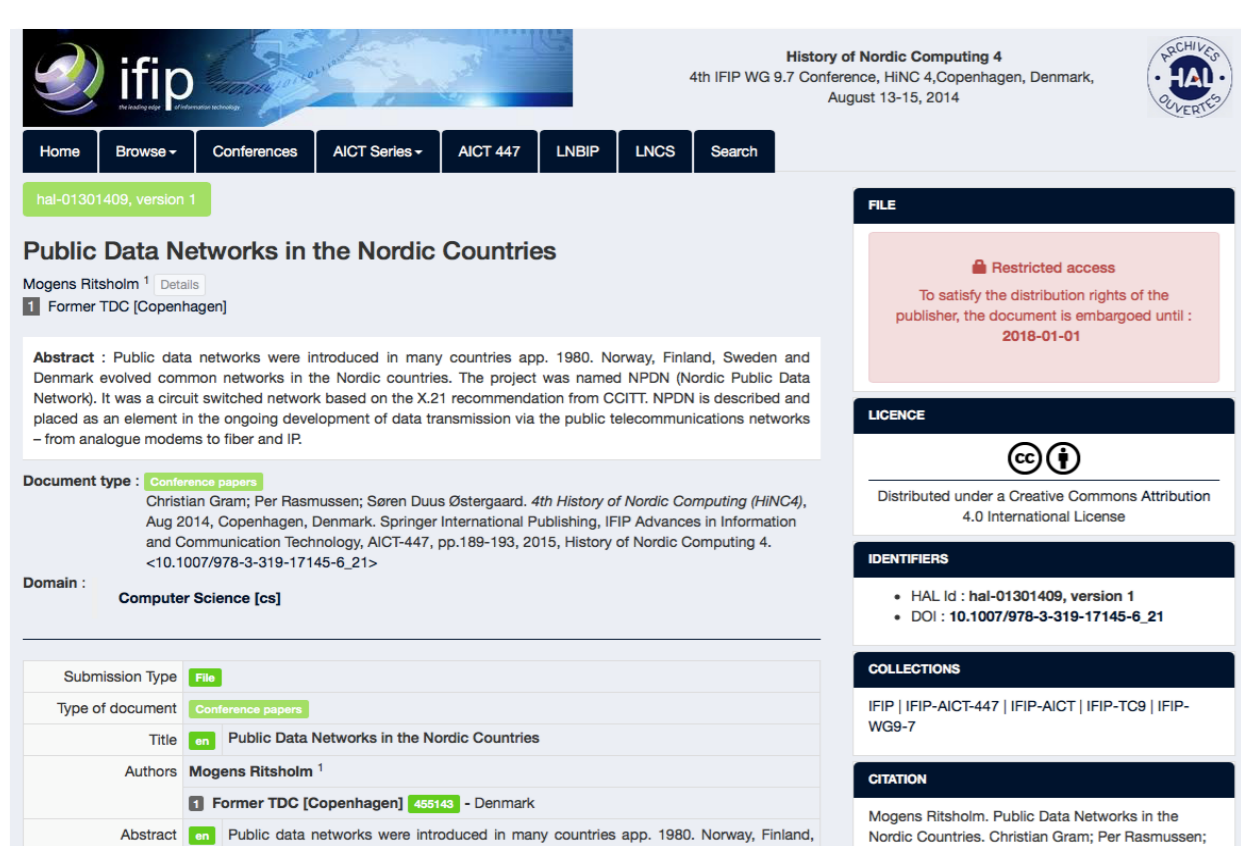 ifip
the leading edge of information technology
History of Nordic Computing 4
4th IFIP WG 9.7 Conference, HiNC 4,Copenhagen, Denmark,
August 13-15, 2014
ARCHIVES
HAL
OUVERTES
Home Browse Conferences AICT Series AICT 447 LNBIP LNCS Search
hal-01301409, version 1
Public Data Networks in the Nordic Countries
Mogens Ritsholm 1 Details
1 Former TDC [Copenhagen]
Abstract : Public data networks were introduced in many countries app. 1980. Norway, Finland, Sweden and
Denmark evolved common networks in the Nordic countries. The project was named NPDN (Nordic Public Data
Network). It was a circuit switched network based on the X.21 recommendation from CCITT. NPDN is described and
placed as an element in the ongoing development of data transmission via the public telecommunications networks
– from analogue modems to fiber and IP.
Document type : Conference papers
Christian Gram; Per Rasmussen; Søren Duus Østergaard. 4th History of Nordic Computing (HiNC4),
Aug 2014, Copenhagen, Denmark. Springer International Publishing, IFIP Advances in Information
and Communication Technology, AICT-447, pp.189-193, 2015, History of Nordic Computing 4.
<10.1007/978-3-319-17145-6_21>
Domain :
Computer Science [cs]
Submission Type File
Type of document Conference papers
Title en Public Data Networks in the Nordic Countries
Authors Mogens Ritsholm 1
1 Former TDC [Copenhagen] 455143 - Denmark
Abstract en Public data networks were introduced in many countries app. 1980. Norway, Finland,
FILE
Restricted access
To satisfy the distribution rights of the
publisher, the document is embargoed until :
2018-01-01
LICENCE
cc
Distributed under a Creative Commons Attribution
4.0 International License
IDENTIFIERS
• HAL Id : hal-01301409, version 1
• DOI : 10.1007/978-3-319-17145-6_21
COLLECTIONS
IFIP | IFIP-AICT-447 | IFIP-AICT | IFIP-TC9 | IFIP-
WG9-7
CITATION
Mogens Ritsholm. Public Data Networks in the
Nordic Countries. Christian Gram; Per Rasmussen;